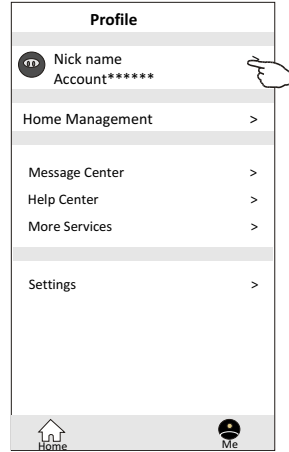 Profile
Nick name
Account******
Home Management >
Message Center >
Help Center >
More Services >
Settings >
Home Me